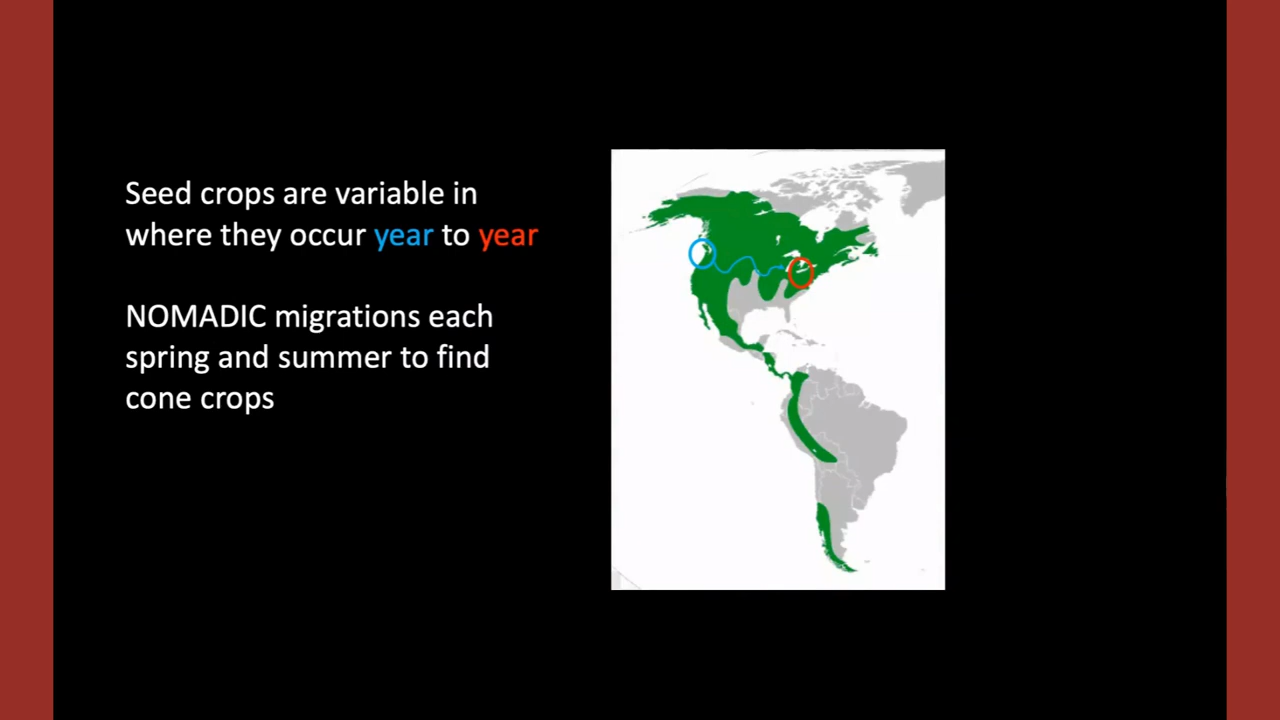 Seed crops are variable in
where they occur year to year
NOMADIC migrations each
spring and summer to find
cone crops